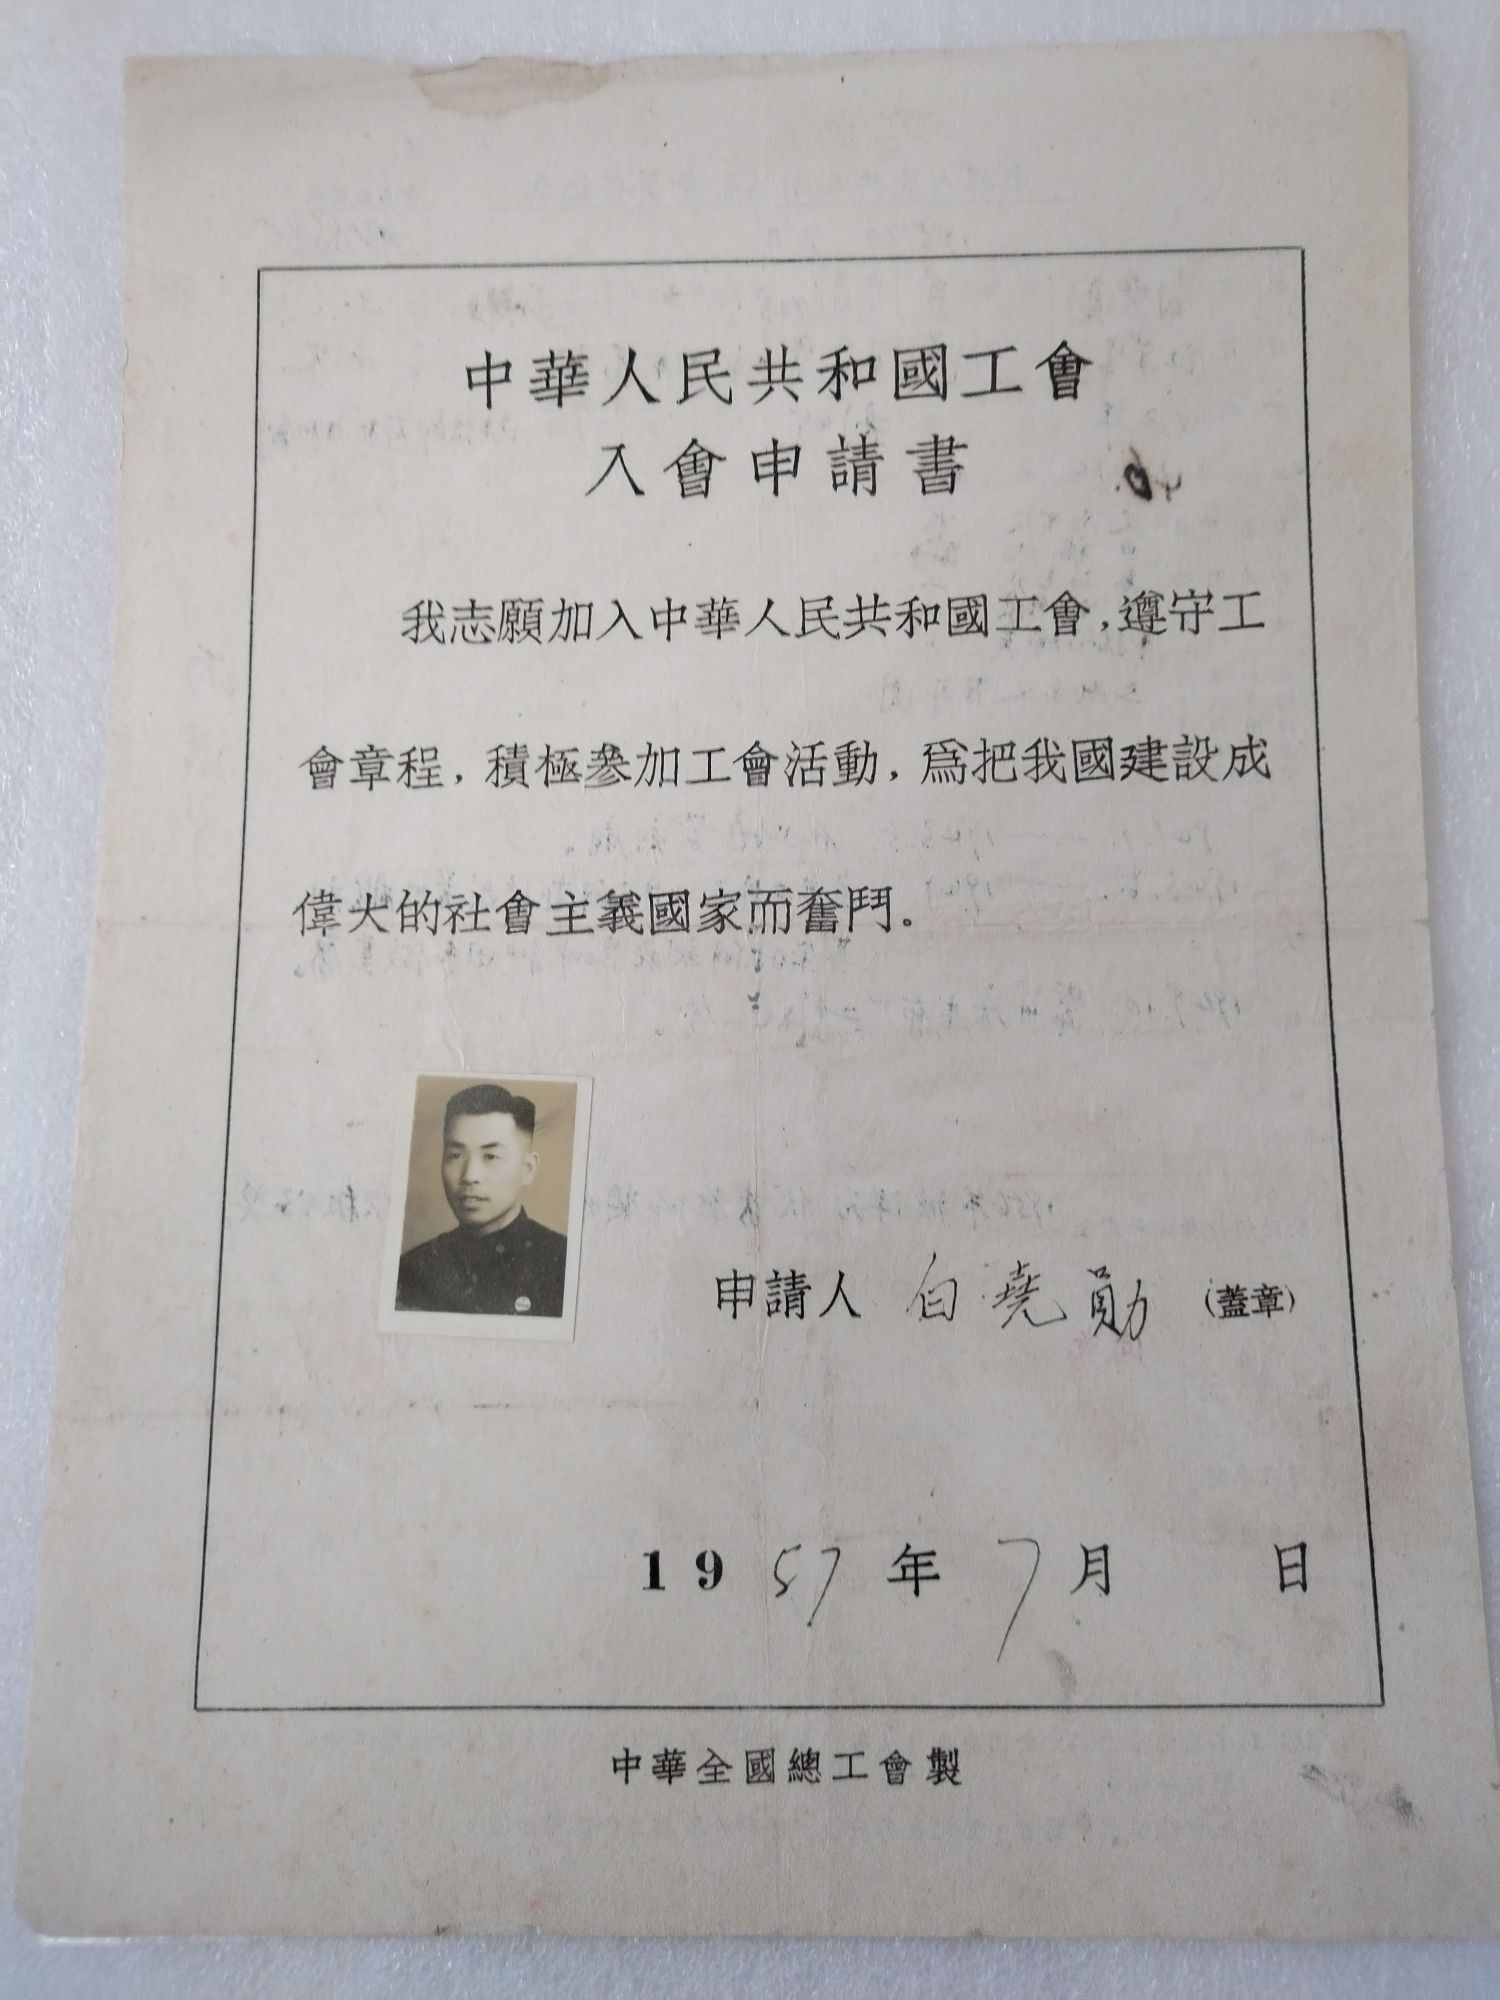 中華人民共和國工會
入會申請書
我志願加入中華人民共和國工會，遵守工
會章程，積極參加工會活動，爲把我國建設成
偉大的社會主義國家而奮鬥。
申請人 白堯勛 (蓋章)
1957年7月 日
中華全國總工會製